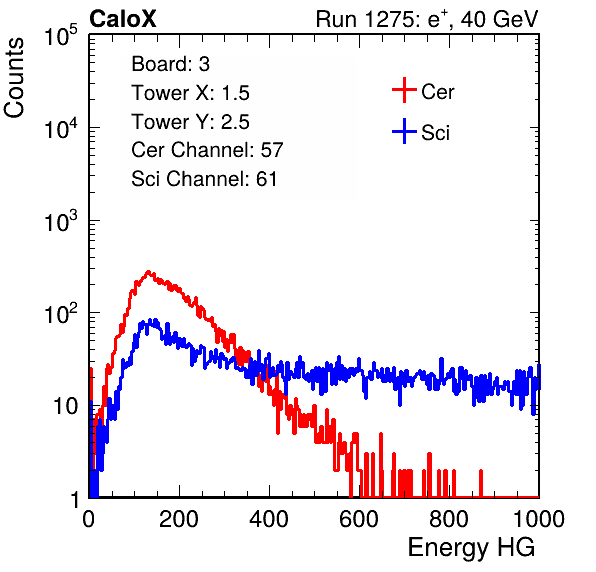 CaloX Run 1275: e⁺, 40 GeV
Counts
Board: 3
Tower X: 1.5
Tower Y: 2.5
Cer Channel: 57
Sci Channel: 61
Cer
Sci
10⁵
10⁴
10³
10²
10
1
0 200 400 600 800 1000
Energy HG